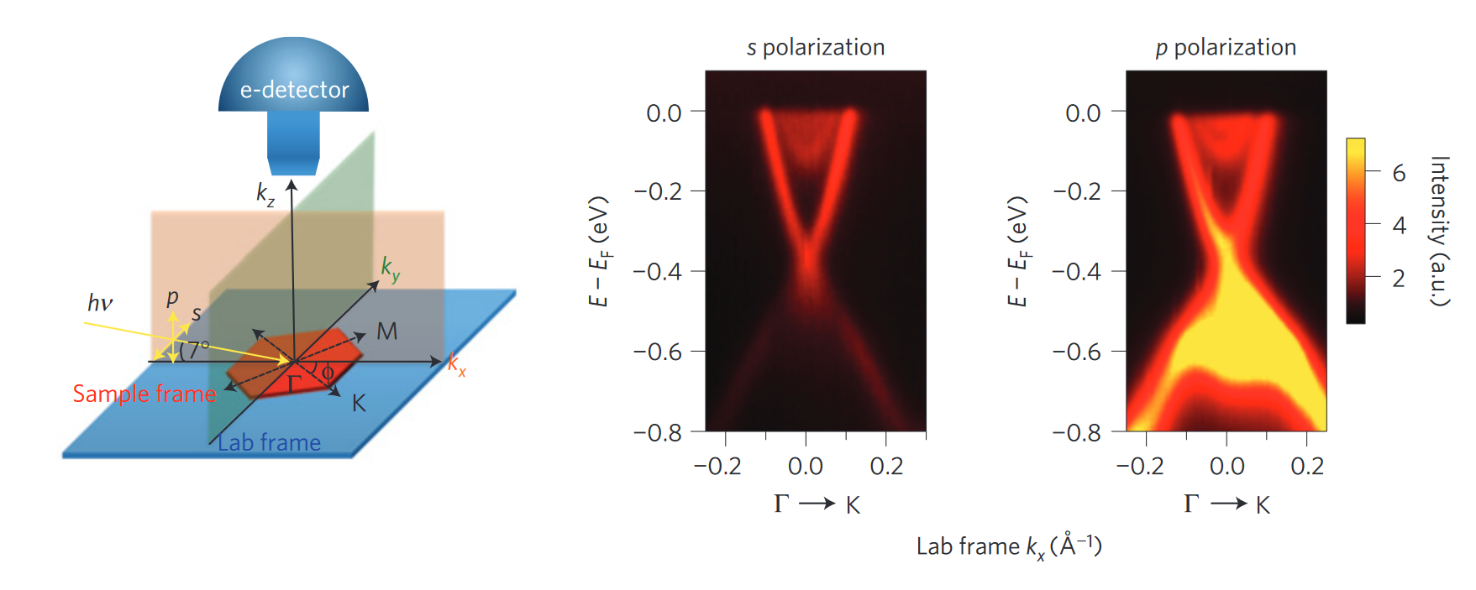 e-detector
k_z
k_y
hν
p
s
(7°
M
k_x
Γ
ϕ
K
Sample frame
Lab frame
s polarization
p polarization
0.0
−0.2
−0.4
−0.6
−0.8
E − E_F (eV)
−0.2 0.0 0.2
Γ → K
0.0
−0.2
−0.4
−0.6
−0.8
E − E_F (eV)
−0.2 0.0 0.2
Γ → K
6
4
2
Intensity (a.u.)
Lab frame k_x (Å⁻¹)